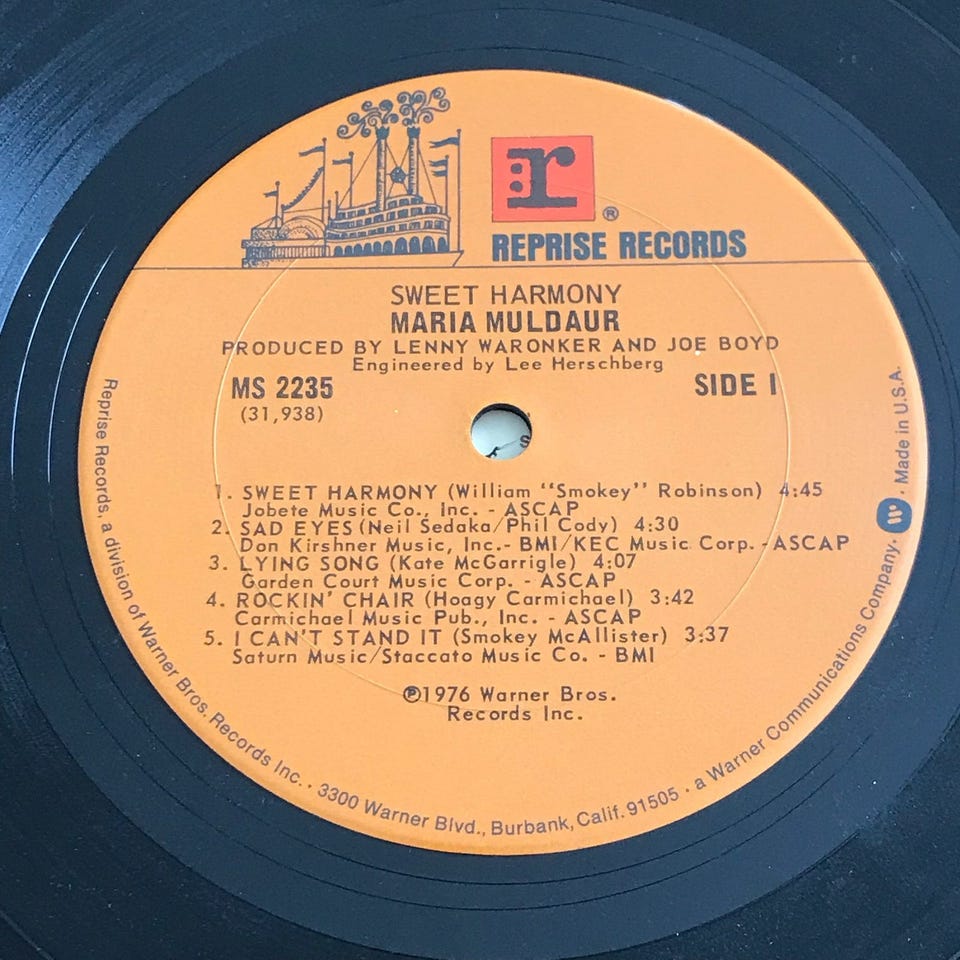 r
®
REPRISE RECORDS
SWEET HARMONY
MARIA MULDAUR
PRODUCED BY LENNY WARONKER AND JOE BOYD
Engineered by Lee Herschberg
MS 2235 SIDE 1
(31,938)
1. SWEET HARMONY (William "Smokey" Robinson) 4:45
Jobete Music Co., Inc. - ASCAP
2. SAD EYES (Neil Sedaka/Phil Cody) 4:30
Don Kirshner Music, Inc.- BMI/KEC Music Corp. - ASCAP
3. LYING SONG (Kate McGarrigle) 4:07
Garden Court Music Corp. - ASCAP
4. ROCKIN' CHAIR (Hoagy Carmichael) 3:42
Carmichael Music Pub., Inc. - ASCAP
5. I CAN'T STAND IT (Smokey McAllister) 3:37
Saturn Music/Staccato Music Co. - BMI
℗1976 Warner Bros.
Records Inc.
Reprise Records, a division of Warner Bros. Records Inc. · 3300 Warner Blvd., Burbank, Calif. 91505 · a Warner Communications Company · W · Made in U.S.A.